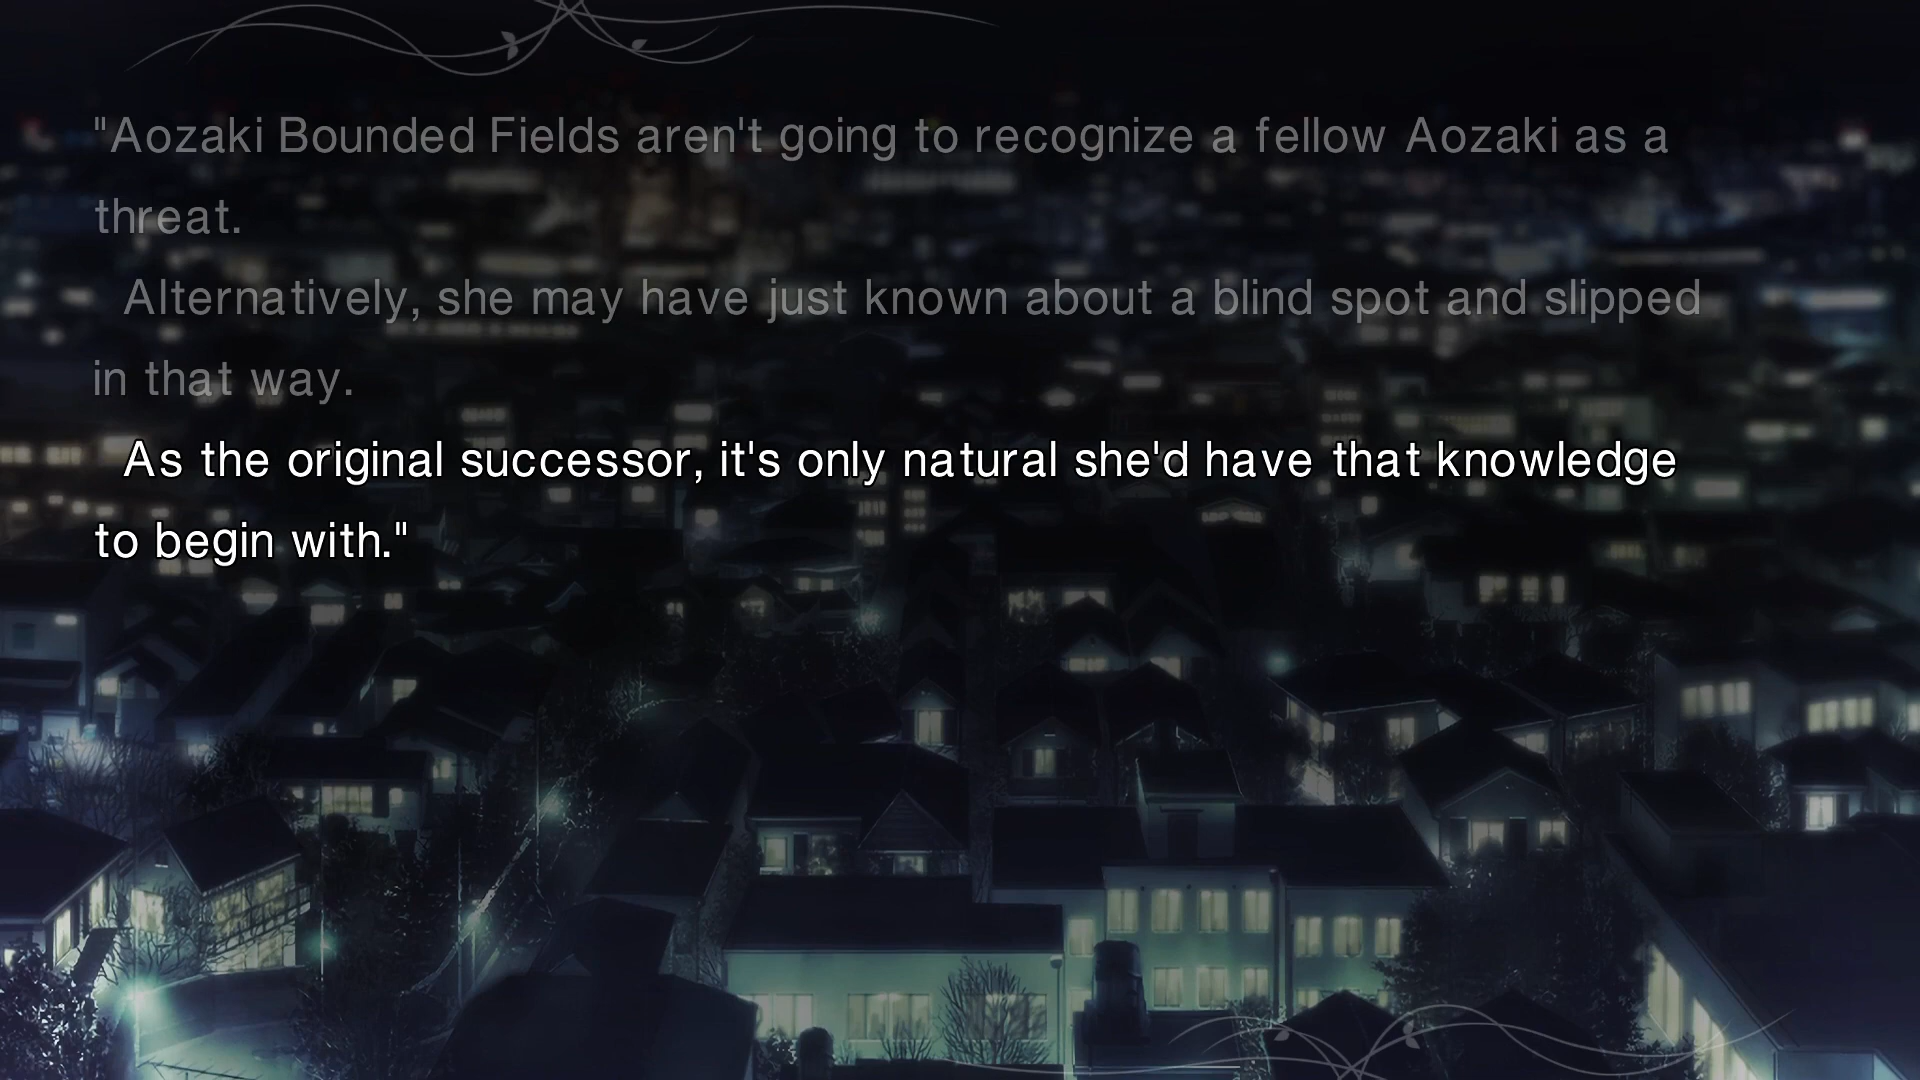 "Aozaki Bounded Fields aren't going to recognize a fellow Aozaki as a
threat.
Alternatively, she may have just known about a blind spot and slipped
in that way.
As the original successor, it's only natural she'd have that knowledge
to begin with."